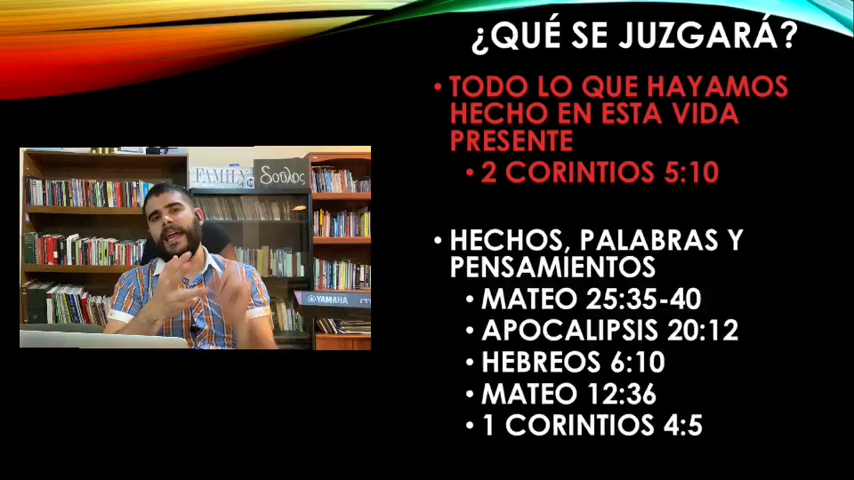 ¿QUÉ SE JUZGARÁ?
• TODO LO QUE HAYAMOS
HECHO EN ESTA VIDA
PRESENTE
• 2 CORINTIOS 5:10
• HECHOS, PALABRAS Y
PENSAMIENTOS
• MATEO 25:35-40
• APOCALIPSIS 20:12
• HEBREOS 6:10
• MATEO 12:36
• 1 CORINTIOS 4:5
FAMILY
δοῦλος
YAMAHA